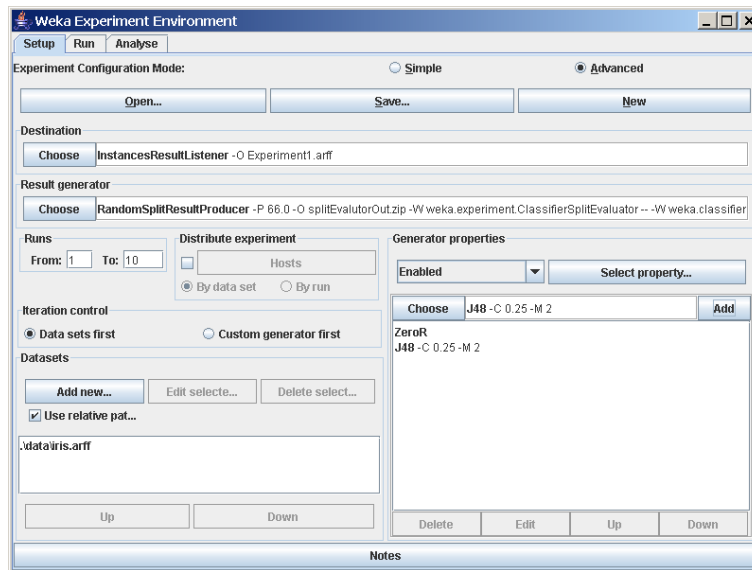 Weka Experiment Environment
Setup Run Analyse
Experiment Configuration Mode: Simple Advanced
Open... Save... New
Destination
Choose InstancesResultListener -O Experiment1.arff
Result generator
Choose RandomSplitResultProducer -P 66.0 -O splitEvalutorOut.zip -W weka.experiment.ClassifierSplitEvaluator -- -W weka.classifier
Runs
From: 1 To: 10
Distribute experiment
Hosts
By data set By run
Generator properties
Enabled Select property...
Iteration control
Data sets first Custom generator first
Choose J48 -C 0.25 -M 2 Add
ZeroR
J48 -C 0.25 -M 2
Datasets
Add new... Edit selecte... Delete select...
Use relative pat...
.\data\iris.arff
Up Down
Delete Edit Up Down
Notes